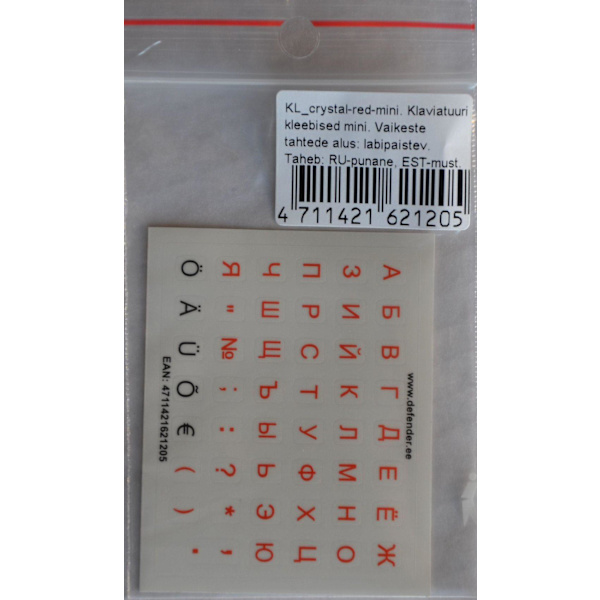 KL_crystal-red-mini. Klaviatuuri
kleebised mini. Vaikeste
tahtede alus: labipaistev.
Taheb: RU-punane, EST-must.
4 711421 621205
www.defender.ee
А Б В Г Д Е Ё Ж
З И Й К Л М Н О
П Р С Т У Ф Х Ц
Ч Ш Щ Ъ Ы Ь Э Ю
Я " № ; : ? * ,
Ö Ä Ü Õ € ( ) .
EAN: 4711421621205